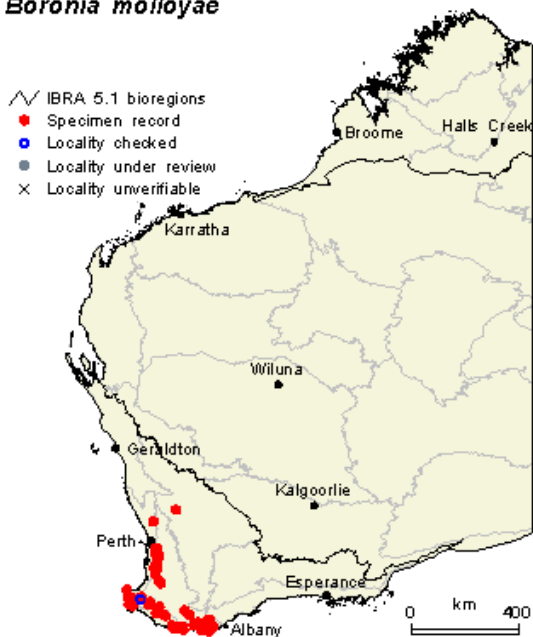 Boronia molloyae
IBRA 5.1 bioregions
Specimen record
Locality checked
Locality under review
Locality unverifiable
Broome
Halls Creek
Karratha
Wiluna
Geraldton
Kalgoorlie
Perth
Esperance
Albany
0 km 400